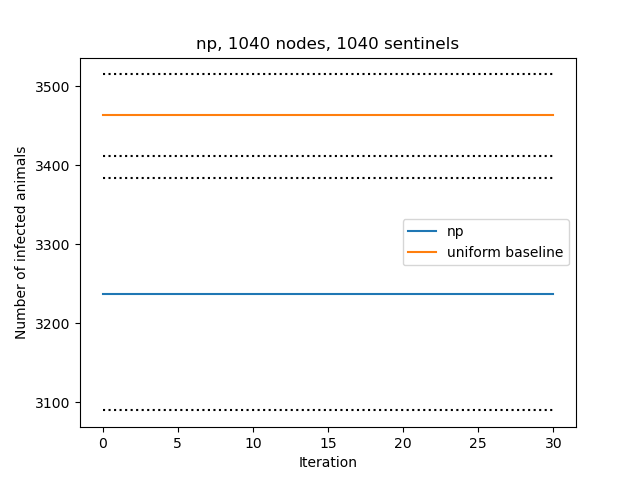 np, 1040 nodes, 1040 sentinels
Number of infected animals
3500
3400
3300
3200
3100
np
uniform baseline
0 5 10 15 20 25 30
Iteration